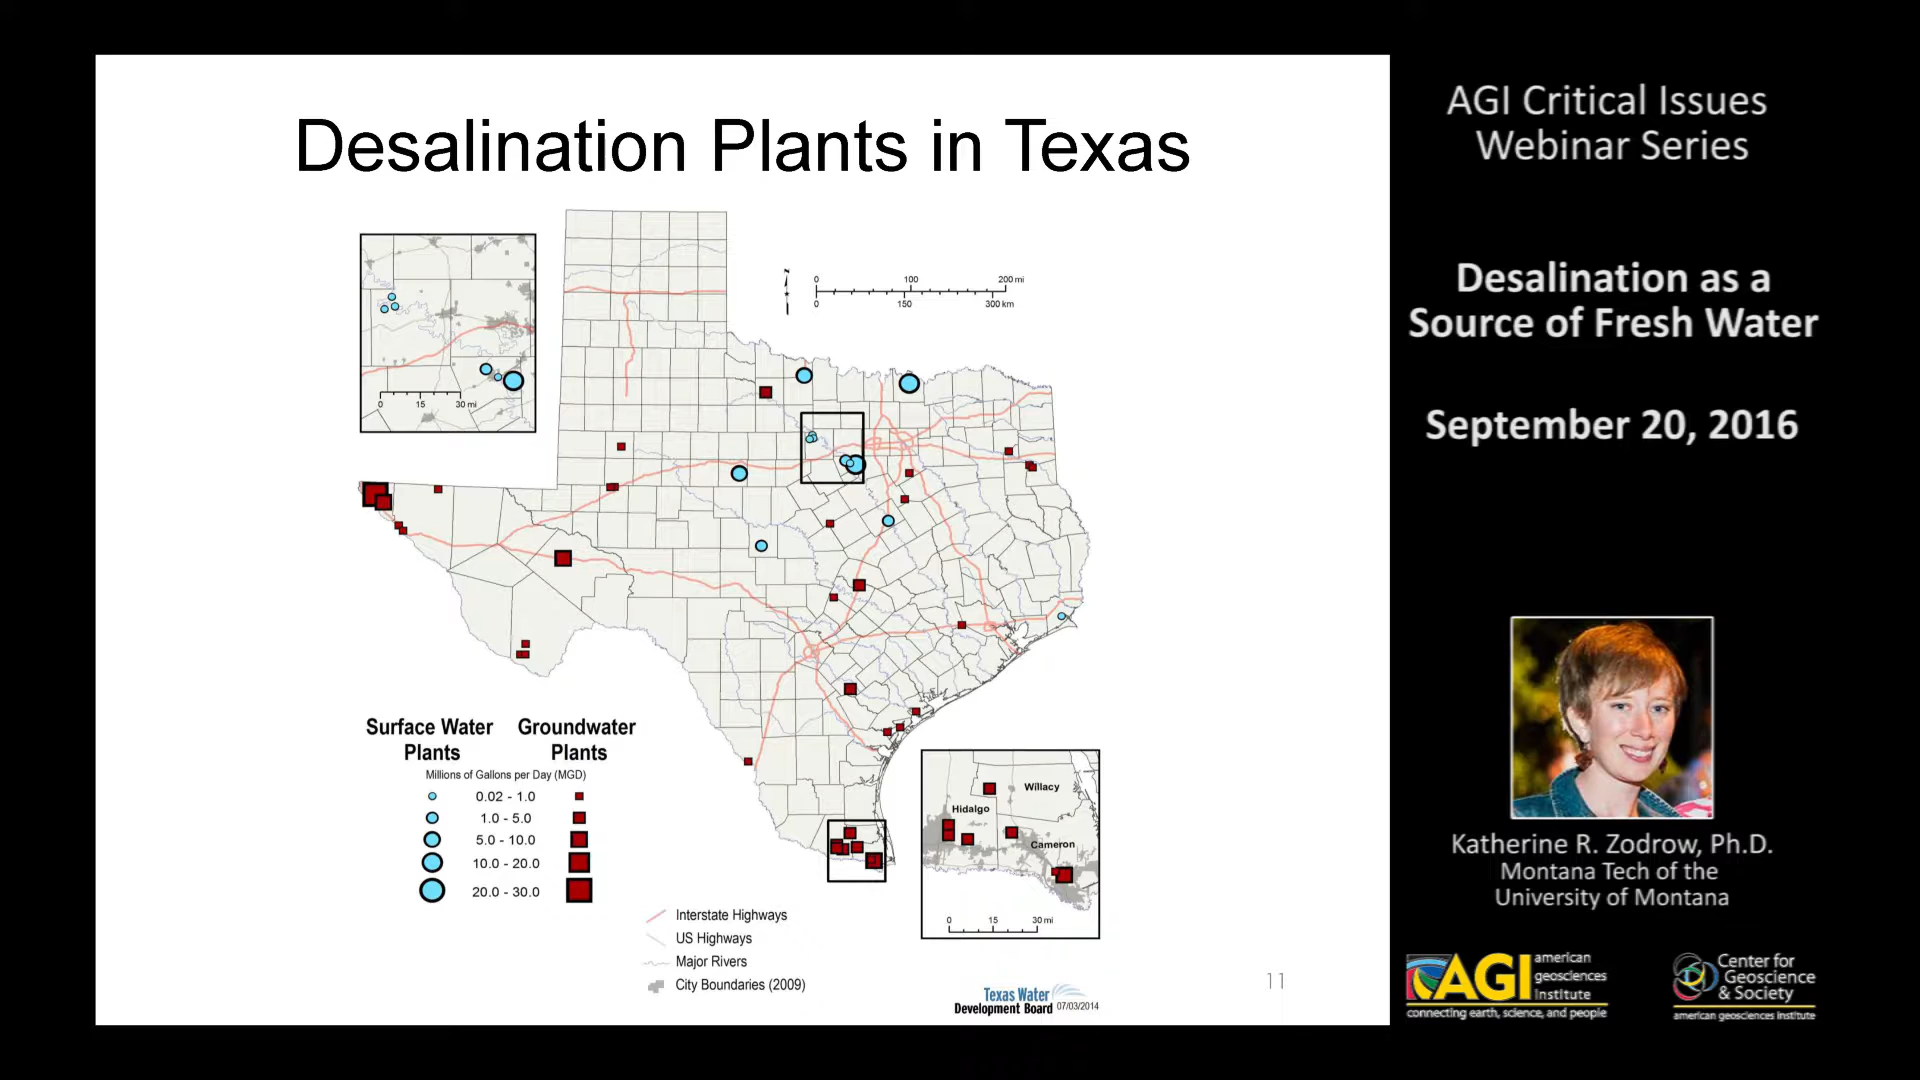 Desalination Plants in Texas
0 100 200 mi
0 150 300 km
0 15 30 mi
Surface Water Plants
Groundwater Plants
Millions of Gallons per Day (MGD)
0.02 - 1.0
1.0 - 5.0
5.0 - 10.0
10.0 - 20.0
20.0 - 30.0
Willacy
Hidalgo
Cameron
0 15 30 mi
Interstate Highways
US Highways
Major Rivers
City Boundaries (2009)
Texas Water
Development Board 07/03/2014
11
AGI Critical Issues
Webinar Series
Desalination as a
Source of Fresh Water
September 20, 2016
Katherine R. Zodrow, Ph.D.
Montana Tech of the
University of Montana
AGI american
geosciences
institute
connecting earth, science, and people
Center for
Geoscience
& Society
american geosciences institute